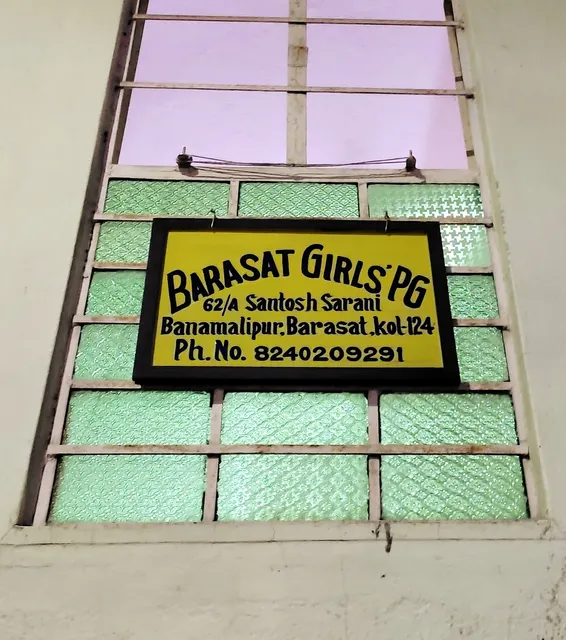 BARASAT GIRLS' PG
62/A Santosh Sarani
Banamalipur, Barasat, kol-124
Ph. No. 8240209291